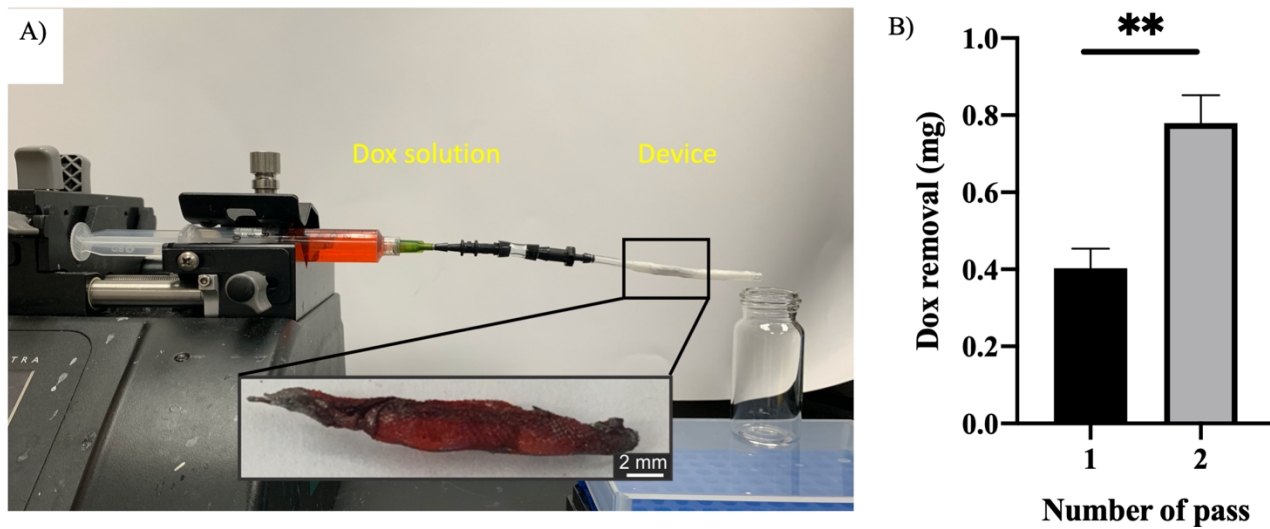 A)
Dox solution
Device
TRA
2 mm
B)
**
Dox removal (mg)
1.0
0.8
0.6
0.4
0.2
0.0
1
2
Number of pass